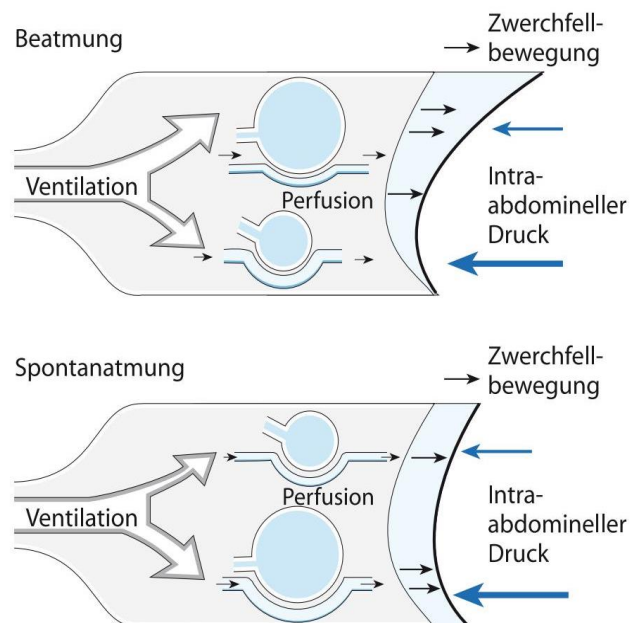 Beatmung
Zwerchfell-
bewegung
Ventilation
Perfusion
Intra-
abdomineller
Druck
Spontanatmung
Zwerchfell-
bewegung
Ventilation
Perfusion
Intra-
abdomineller
Druck